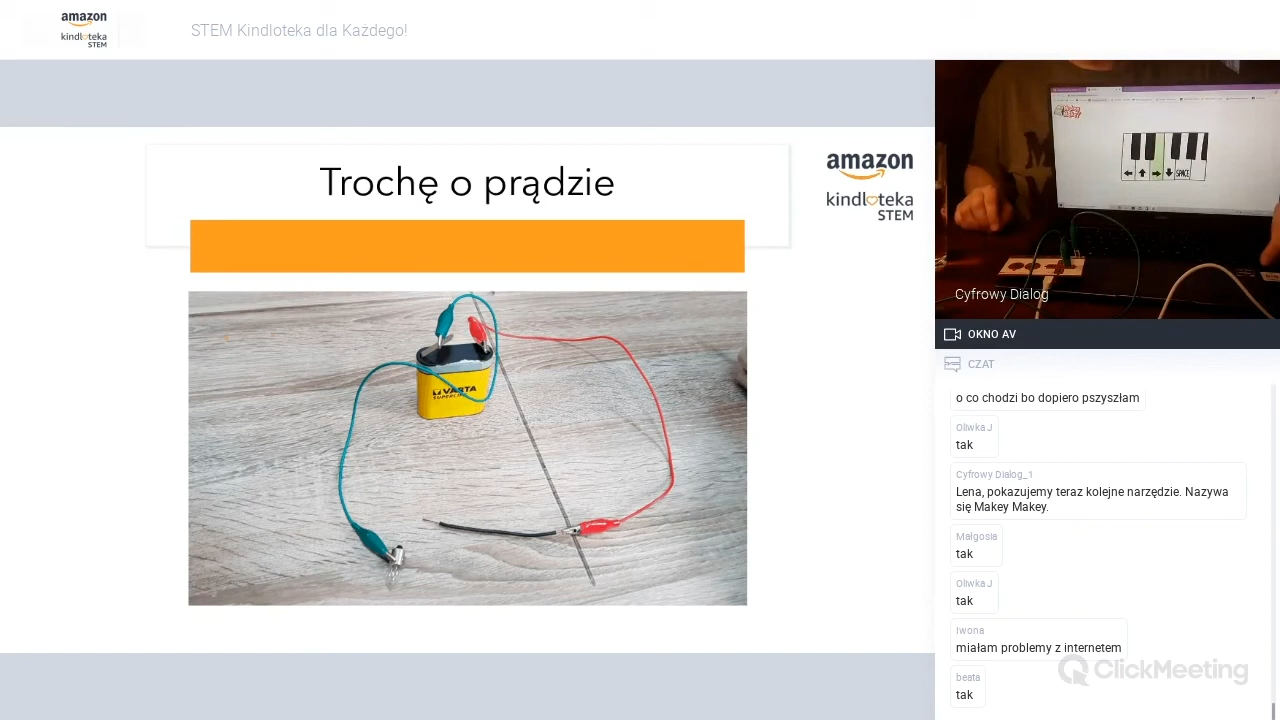 amazon
kindloteka
STEM
STEM Kindloteka dla Każdego!
Trochę o prądzie
amazon
kindloteka
STEM
VARTA
SPACE
Cyfrowy Dialog
OKNO AV
CZAT
o co chodzi bo dopiero pszyszłam
Oliwka J
tak
Cyfrowy Dialog_1
Lena, pokazujemy teraz kolejne narzędzie. Nazywa
się Makey Makey.
Małgosia
tak
Oliwka J
tak
Iwona
miałam problemy z internetem
beata
tak
ClickMeeting